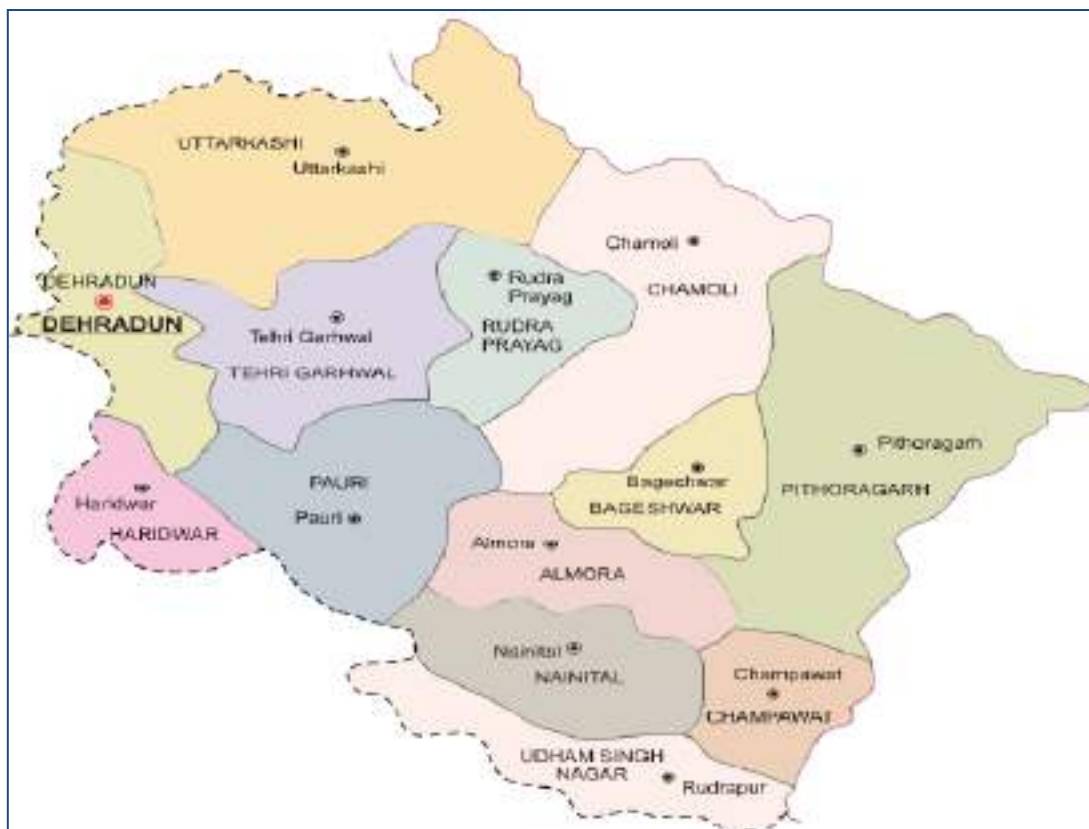 UTTARKASHI
Uttarkashi
Chamoli
CHAMOLI
DEHRADUN
DEHRADUN
Rudra
Prayag
RUDRA
PRAYAG
Tehri Garhwal
TEHRI GARHWAL
Pithoragarh
PITHORAGARH
Bageshwar
BAGESHWAR
PAURI
Pauri
Haridwar
HARIDWAR
Almora
ALMORA
Nainital
NAINITAL
Champawat
CHAMPAWAT
UDHAM SINGH
NAGAR
Rudrapur